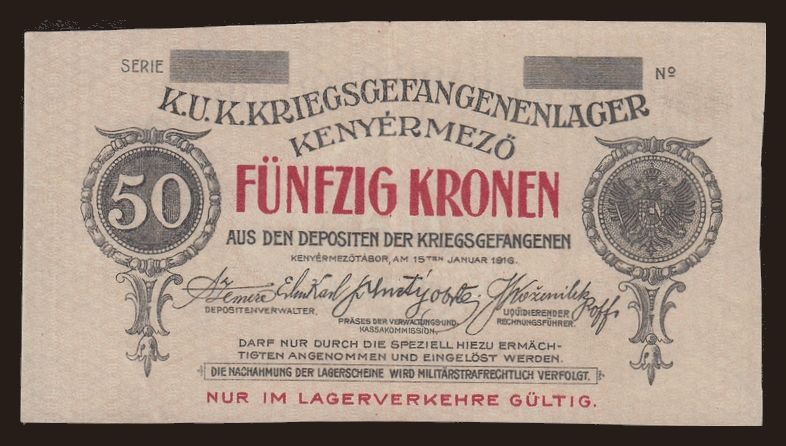 SERIE Nº
K.U.K. KRIEGSGEFANGENENLAGER
KENYÉRMEZŐ
50
FÜNFZIG KRONEN
AUS DEN DEPOSITEN DER KRIEGSGEFANGENEN
KENYÉRMEZŐTÁBOR, AM 15TEN JANUAR 1916.
DEPOSITENVERWALTER.
PRÄSES DER VERWALTUNGS UND
KASSAKOMMISSION.
LIQUIDIERENDER
RECHNUNGSFÜHRER.
DARF NUR DURCH DIE SPEZIELL HIEZU ERMÄCH-
TIGTEN ANGENOMMEN UND EINGELÖST WERDEN.
DIE NACHAHMUNG DER LAGERSCHEINE WIRD MILITÄRSTRAFRECHTLICH VERFOLGT.
NUR IM LAGERVERKEHRE GÜLTIG.